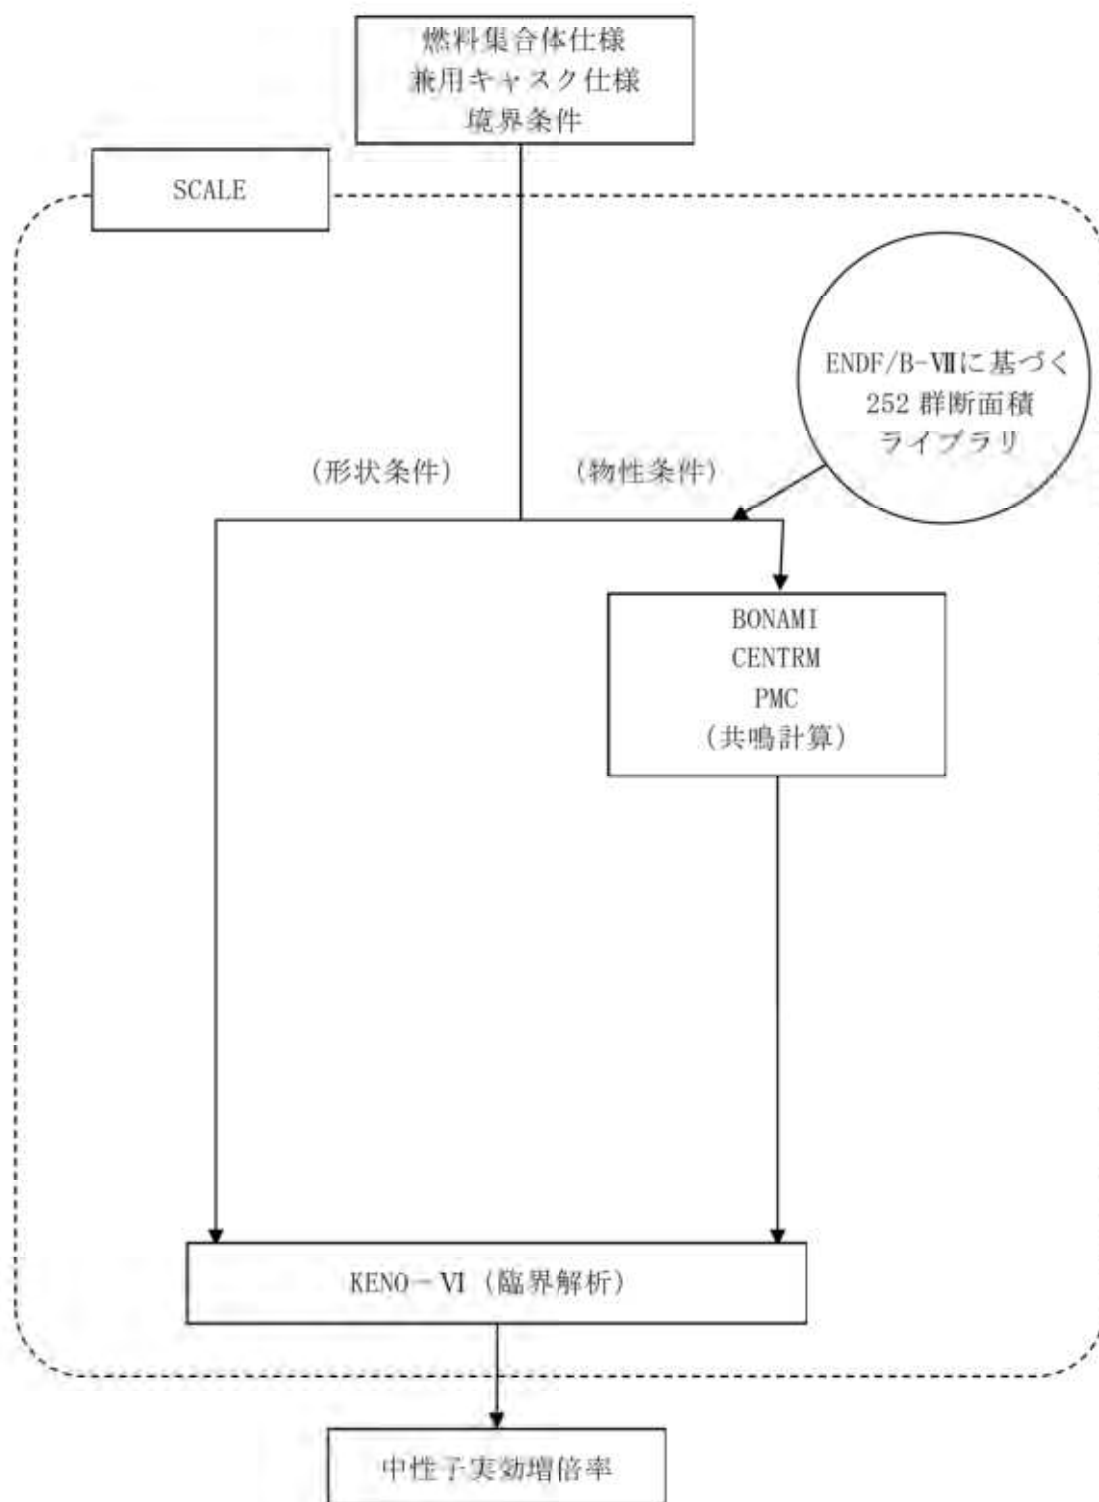 燃料集合体仕様
兼用キャスク仕様
境界条件
SCALE
ENDF/B-Ⅶに基づく
252 群断面積
ライブラリ
(形状条件)
(物性条件)
BONAMI
CENTRM
PMC
(共鳴計算)
KENO-Ⅵ (臨界解析)
中性子実効増倍率